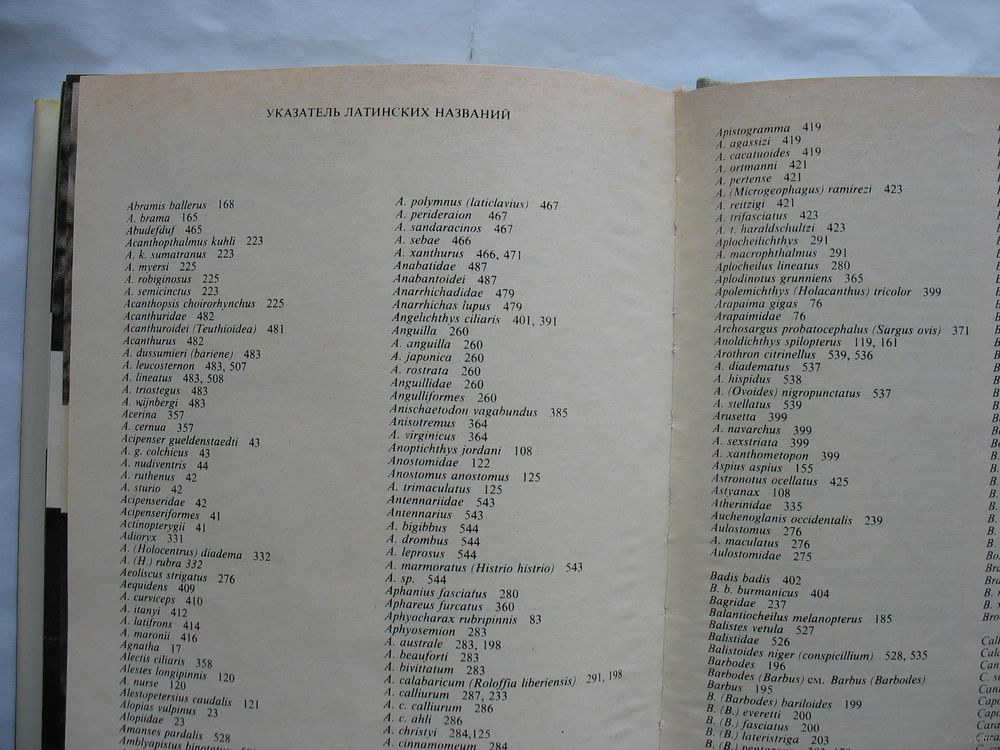 УКАЗАТЕЛЬ ЛАТИНСКИХ НАЗВАНИЙ
Abramis ballerus 168
A. brama 165
Abudefduf 465
Acanthopthalmus kuhli 223
A. k. sumatranus 223
A. myersi 225
A. robiginosus 225
A. semicinctus 223
Acanthopsis choirorhynchus 225
Acanthuridae 482
Acanthuroidei (Teuthioidea) 481
Acanthurus 482
A. dussumieri (bariene) 483
A. leucosternon 483, 507
A. lineatus 483, 508
A. triostegus 483
A. wijnbergi 483
Acerina 357
A. cernua 357
Acipenser gueldenstaedti 43
A. g. colchicus 43
A. nudiventris 44
A. ruthenus 42
A. sturio 42
Acipenseridae 42
Acipenseriformes 41
Actinopterygii 41
Adioryx 331
A. (Holocentrus) diadema 332
A. (H.) rubra 332
Aeoliscus strigatus 276
Aequidens 409
A. curviceps 410
A. itanyi 412
A. latifrons 414
A. maronii 416
Agnatha 17
Alectis ciliaris 358
Alestes longipinnis 120
A. nurse 120
Alestopetersius caudalis 121
Alopias vulpinus 23
Alopiidae 23
Amanses pardalis 528
Amblyapistus
A. polymnus (laticlavius) 467
A. perideraion 467
A. sandaracinos 467
A. sebae 466
A. xanthurus 466, 471
Anabatidae 487
Anabantoidei 487
Anarrhichadidae 479
Anarrhichas lupus 479
Angelichthys ciliaris 401, 391
Anguilla 260
A. anguilla 260
A. japonica 260
A. rostrata 260
Anguillidae 260
Anguilliformes 260
Anischaetodon vagabundus 385
Anisotremus 364
A. virginicus 364
Anoptichthys jordani 108
Anostomidae 122
Anostomus anostomus 125
A. trimaculatus 125
Antennariidae 543
Antennarius 543
A. bigibbus 544
A. drombus 544
A. leprosus 544
A. marmoratus (Histrio histrio) 543
A. sp. 544
Aphanius fasciatus 280
Aphareus furcatus 360
Aphyocharax rubripinnis 83
Aphyosemion 283
A. australe 283, 198
A. beauforti 283
A. bivittatum 283
A. calabaricum (Roloffia liberiensis) 291, 198
A. calliurum 287, 233
A. c. calliurum 286
A. c. ahli 286
A. christyi 284,125
A. cinnamomeum 284
Apistogramma 419
A. agassizi 419
A. cacatuoides 419
A. ortmanni 421
A. pertense 421
A. (Microgeophagus) ramirezi 423
A. reitzigi 421
A. trifasciatus 423
A. t. haraldschultzi 423
Aplocheilichthys 291
A. macrophthalmus 291
Aplocheilus lineatus 280
Aplodinotus grunniens 365
Apolemichthys (Holacanthus) tricolor 399
Arapaima gigas 76
Arapaimidae 76
Archosargus probatocephalus (Sargus ovis) 371
Arnoldichthys spilopterus 119, 161
Arothron citrinellus 539, 536
A. diadematus 537
A. hispidus 538
A. (Ovoides) nigropunctatus 537
A. stellatus 539
Arusetta 399
A. navarchus 399
A. sexstriata 399
A. xanthometopon 399
Aspius aspius 155
Astronotus ocellatus 425
Astyanax 108
Atherinidae 335
Auchenoglanis occidentalis 239
Aulostomus 276
A. maculatus 276
Aulostomidae 275
Badis badis 402
B. b. burmanicus 404
Bagridae 237
Balantiocheilus melanopterus 185
Balistes vetula 527
Balistidae 526
Balistoides niger (conspicillium) 528, 535
Barbodes 196
Barbodes (Barbus) см. Barbus (Barbodes)
Barbus 195
B. (Barbodes) bariloides 199
B. (B.) everetti 200
B. (B.) fasciatus 200
B. (B.) lateristriga 203